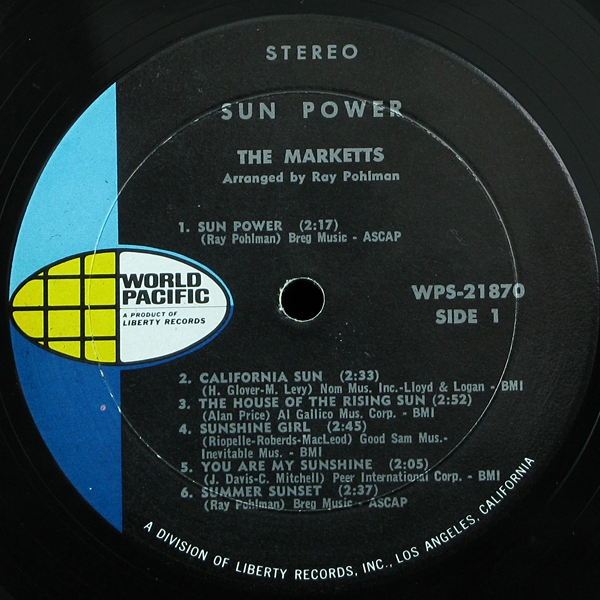 STEREO
SUN POWER
THE MARKETTS
Arranged by Ray Pohlman
1. SUN POWER (2:17)
(Ray Pohlman) Breg Music - ASCAP
WORLD
PACIFIC
A PRODUCT OF
LIBERTY RECORDS
WPS-21870
SIDE 1
2. CALIFORNIA SUN (2:33)
(H. Glover-M. Levy) Nom Mus. Inc.-Lloyd & Logan - BMI
3. THE HOUSE OF THE RISING SUN (2:52)
(Alan Price) Al Gallico Mus. Corp. - BMI
4. SUNSHINE GIRL (2:45)
(Riopelle-Roberds-MacLeod) Good Sam Mus.-
Inevitable Mus. - BMI
5. YOU ARE MY SUNSHINE (2:05)
(J. Davis-C. Mitchell) Peer International Corp. - BMI
6. SUMMER SUNSET (2:37)
(Ray Pohlman) Breg Music - ASCAP
A DIVISION OF LIBERTY RECORDS, INC., LOS ANGELES, CALIFORNIA